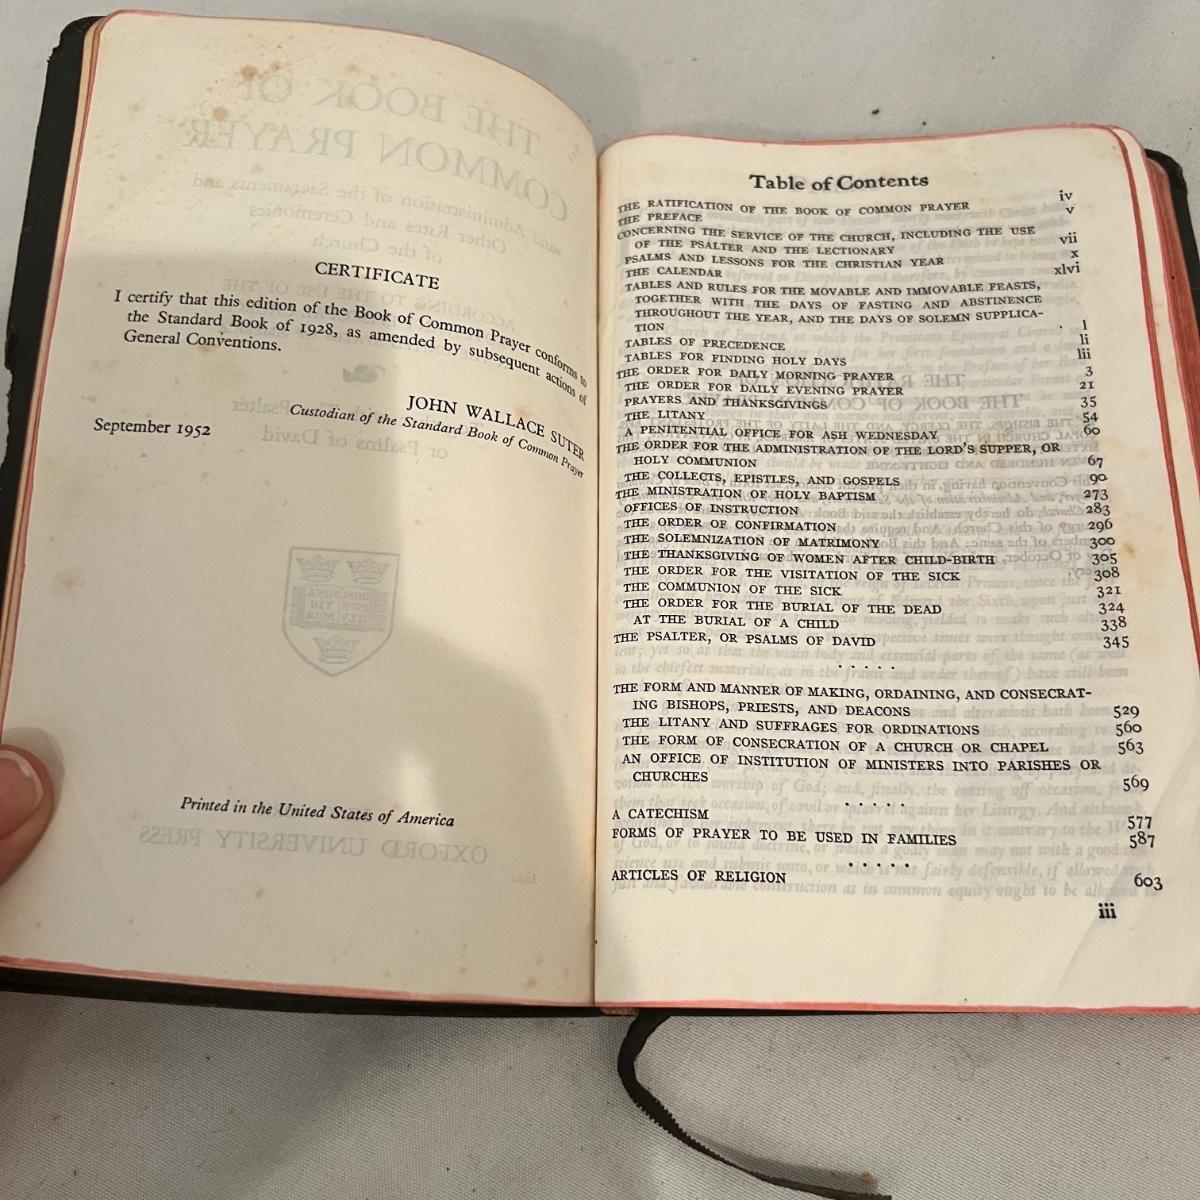 CERTIFICATE
I certify that this edition of the Book of Common Prayer conforms to
the Standard Book of 1928, as amended by subsequent actions of
General Conventions.
JOHN WALLACE SUTER
Custodian of the Standard Book of Common Prayer
September 1952
Printed in the United States of America
Table of Contents
THE RATIFICATION OF THE BOOK OF COMMON PRAYER iv
THE PREFACE v
CONCERNING THE SERVICE OF THE CHURCH, INCLUDING THE USE
OF THE PSALTER AND THE LECTIONARY vii
PSALMS AND LESSONS FOR THE CHRISTIAN YEAR x
THE CALENDAR xlvi
TABLES AND RULES FOR THE MOVABLE AND IMMOVABLE FEASTS,
TOGETHER WITH THE DAYS OF FASTING AND ABSTINENCE
THROUGHOUT THE YEAR, AND THE DAYS OF SOLEMN SUPPLICA-
TION l
TABLES OF PRECEDENCE li
TABLES FOR FINDING HOLY DAYS lii
THE ORDER FOR DAILY MORNING PRAYER 3
THE ORDER FOR DAILY EVENING PRAYER 21
PRAYERS AND THANKSGIVINGS 35
THE LITANY 54
A PENITENTIAL OFFICE FOR ASH WEDNESDAY 60
THE ORDER FOR THE ADMINISTRATION OF THE LORD'S SUPPER, OR
HOLY COMMUNION 67
THE COLLECTS, EPISTLES, AND GOSPELS 90
THE MINISTRATION OF HOLY BAPTISM 273
OFFICES OF INSTRUCTION 283
THE ORDER OF CONFIRMATION 296
THE SOLEMNIZATION OF MATRIMONY 300
THE THANKSGIVING OF WOMEN AFTER CHILD-BIRTH 305
THE ORDER FOR THE VISITATION OF THE SICK 308
THE COMMUNION OF THE SICK 321
THE ORDER FOR THE BURIAL OF THE DEAD 324
AT THE BURIAL OF A CHILD 338
THE PSALTER, OR PSALMS OF DAVID 345
. . . . .
THE FORM AND MANNER OF MAKING, ORDAINING, AND CONSECRAT-
ING BISHOPS, PRIESTS, AND DEACONS 529
THE LITANY AND SUFFRAGES FOR ORDINATIONS 560
THE FORM OF CONSECRATION OF A CHURCH OR CHAPEL 563
AN OFFICE OF INSTITUTION OF MINISTERS INTO PARISHES OR
CHURCHES 569
. . . . .
A CATECHISM 577
FORMS OF PRAYER TO BE USED IN FAMILIES 587
. . . . .
ARTICLES OF RELIGION 603
iii